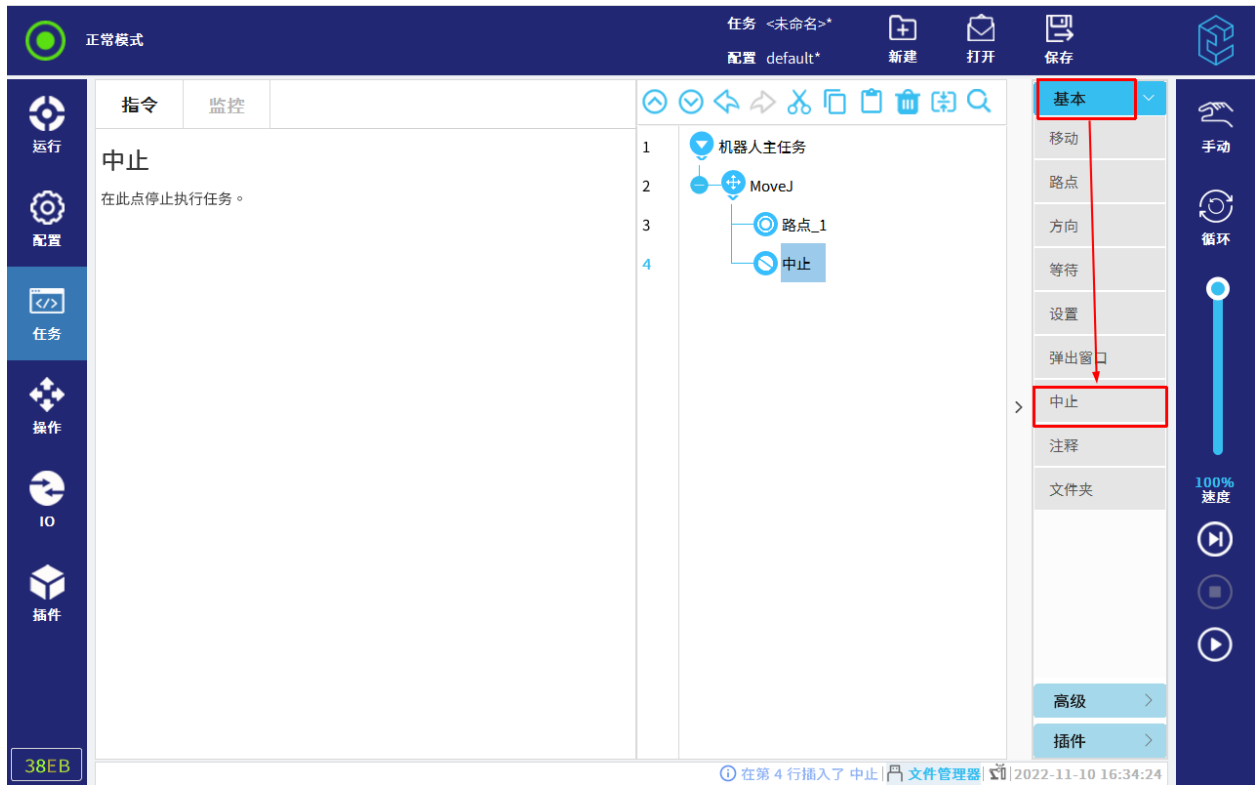 正常模式
任务 <未命名>*
配置 default*
新建
打开
保存
运行
配置
任务
操作
IO
插件
38EB
指令
监控
中止
在此点停止执行任务。
1 机器人主任务
2 MoveJ
3 路点_1
4 中止
基本
移动
路点
方向
等待
设置
弹出窗口
中止
注释
文件夹
高级
插件
手动
循环
100%
速度
在第 4 行插入了 中止 文件管理器 2022-11-10 16:34:24